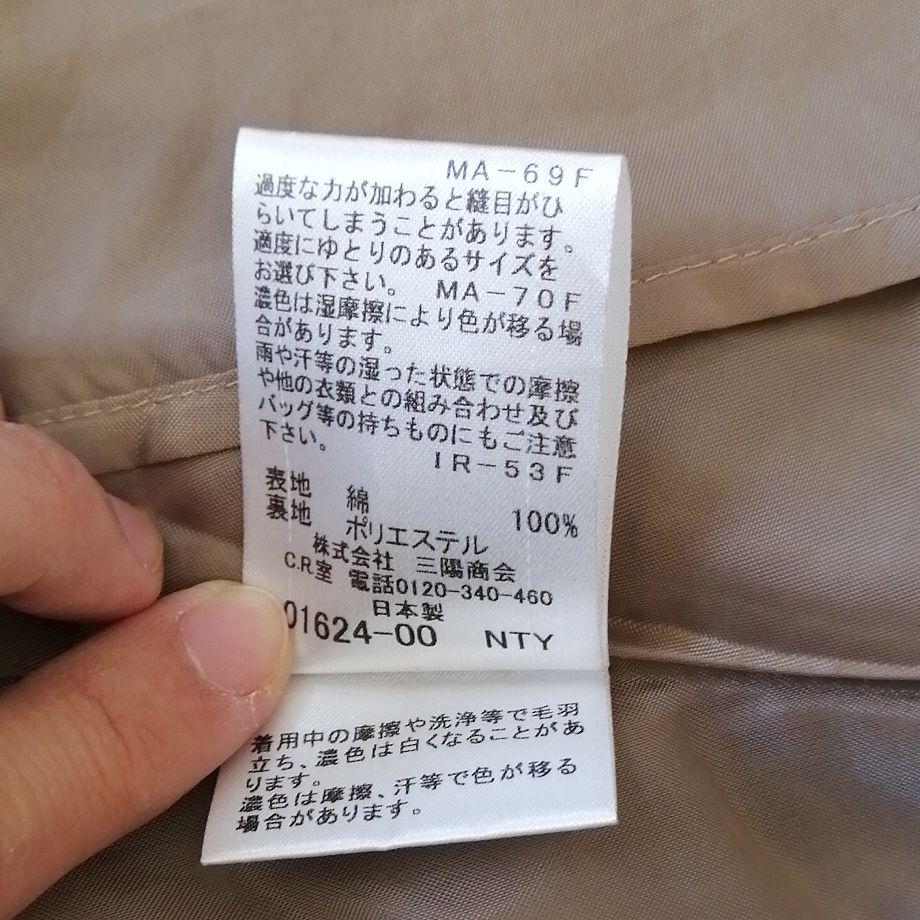 MA-69F
過度な力が加わると縫目がひ
らいてしまうことがあります。
適度にゆとりのあるサイズを
お選び下さい。 MA-70F
濃色は湿摩擦により色が移る場
合があります。
雨や汗等の湿った状態での摩擦
や他の衣類との組み合わせ及び
バッグ等の持ちものにもご注意
下さい。
IR-53F
表地 綿
裏地 ポリエステル 100%
株式会社 三陽商会
C.R室 電話0120-340-460
日本製
01624-00 NTY
着用中の摩擦や洗浄等で毛羽
立ち、濃色は白くなることがあ
ります。
濃色は摩擦、汗等で色が移る
場合があります。